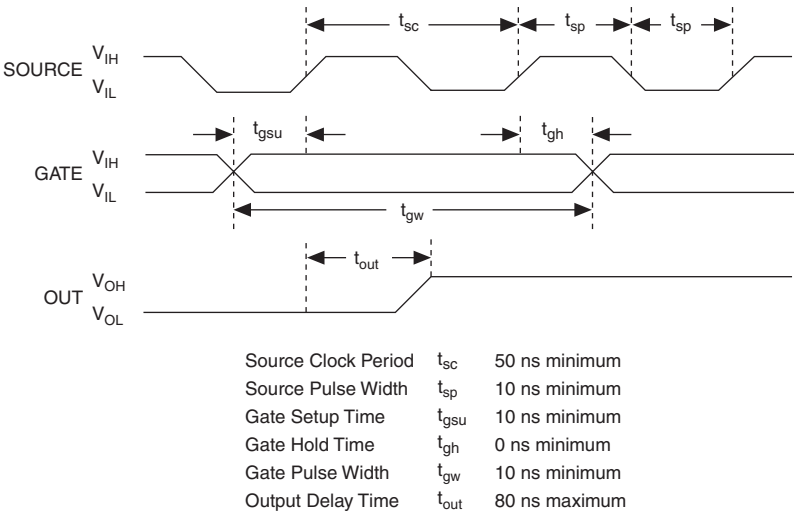 t_sc t_sp t_sp
SOURCE V_IH
V_IL
t_gsu t_gh
GATE V_IH
V_IL
t_gw
t_out
OUT V_OH
V_OL
Source Clock Period t_sc 50 ns minimum
Source Pulse Width t_sp 10 ns minimum
Gate Setup Time t_gsu 10 ns minimum
Gate Hold Time t_gh 0 ns minimum
Gate Pulse Width t_gw 10 ns minimum
Output Delay Time t_out 80 ns maximum